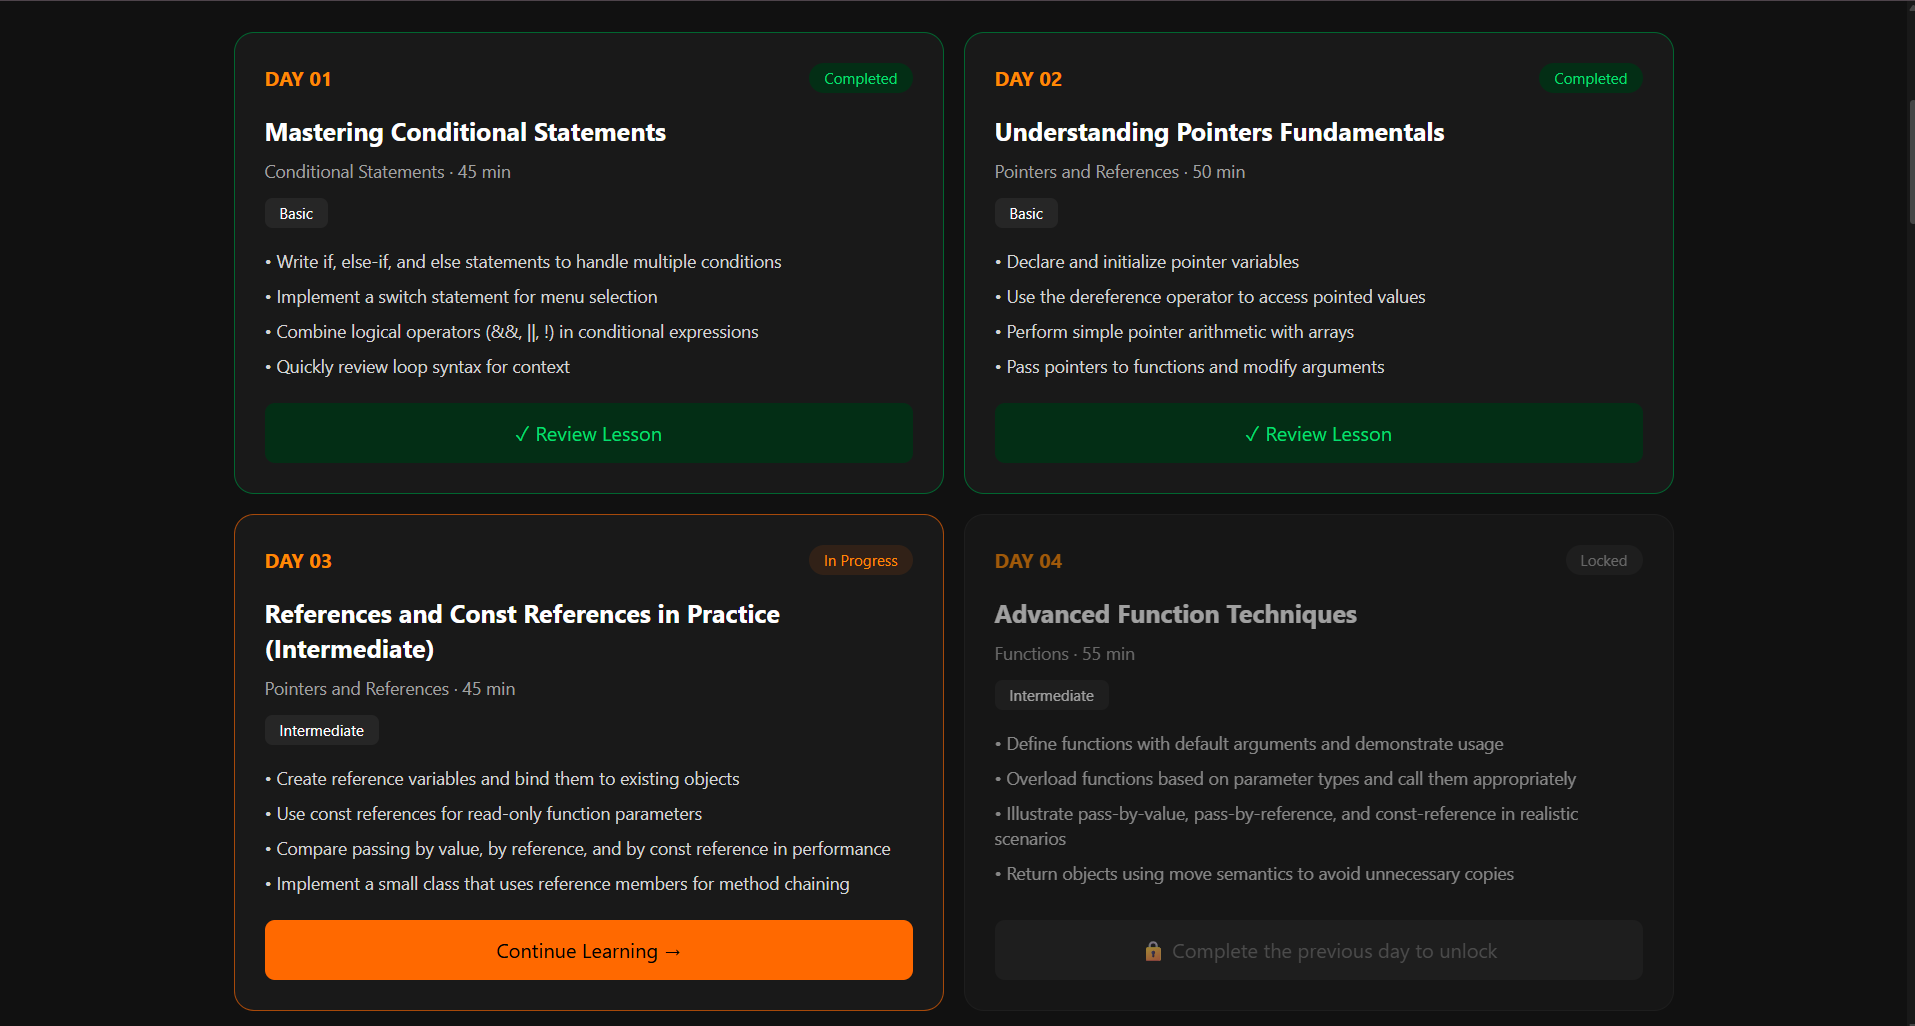 DAY 01
Completed
Mastering Conditional Statements
Conditional Statements · 45 min
Basic
• Write if, else-if, and else statements to handle multiple conditions
• Implement a switch statement for menu selection
• Combine logical operators (&&, ||, !) in conditional expressions
• Quickly review loop syntax for context
✓ Review Lesson
DAY 02
Completed
Understanding Pointers Fundamentals
Pointers and References · 50 min
Basic
• Declare and initialize pointer variables
• Use the dereference operator to access pointed values
• Perform simple pointer arithmetic with arrays
• Pass pointers to functions and modify arguments
✓ Review Lesson
DAY 03
In Progress
References and Const References in Practice
(Intermediate)
Pointers and References · 45 min
Intermediate
• Create reference variables and bind them to existing objects
• Use const references for read-only function parameters
• Compare passing by value, by reference, and by const reference in performance
• Implement a small class that uses reference members for method chaining
Continue Learning →
DAY 04
Locked
Advanced Function Techniques
Functions · 55 min
Intermediate
• Define functions with default arguments and demonstrate usage
• Overload functions based on parameter types and call them appropriately
• Illustrate pass-by-value, pass-by-reference, and const-reference in realistic
scenarios
• Return objects using move semantics to avoid unnecessary copies
🔒 Complete the previous day to unlock